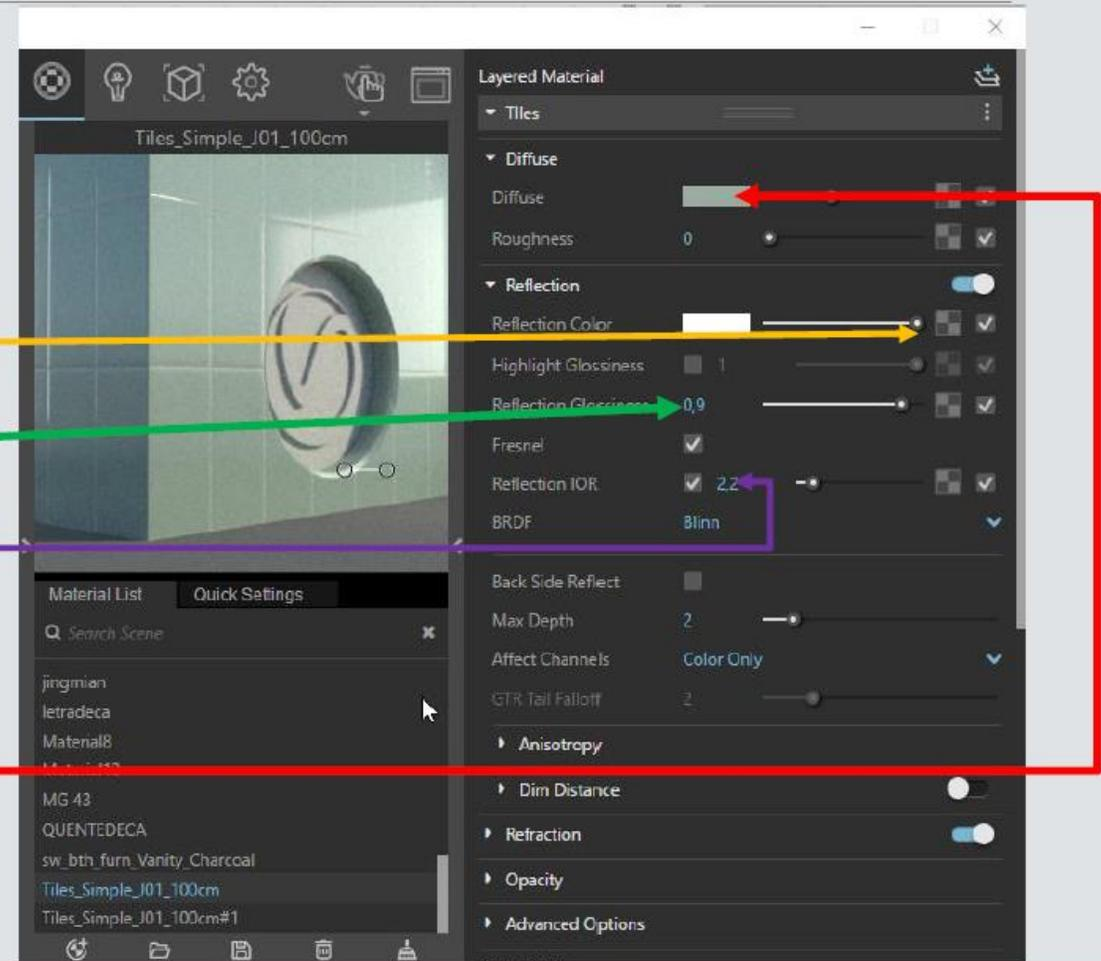 Tiles_Simple_J01_100cm
Material List
Quick Settings
Search Scene
jingmian
letradeca
Material8
Material12
MG 43
QUENTEDECA
sw_bth_furn_Vanity_Charcoal
Tiles_Simple_J01_100cm
Tiles_Simple_J01_100cm#1
Layered Material
Tiles
Diffuse
Diffuse
Roughness 0
Reflection
Reflection Color
Highlight Glossiness 1
Reflection Glossiness 0,9
Fresnel
Reflection IOR 2,2
BRDF Blinn
Back Side Reflect
Max Depth 2
Affect Channels Color Only
GTR Tail Falloff 2
Anisotropy
Dim Distance
Refraction
Opacity
Advanced Options